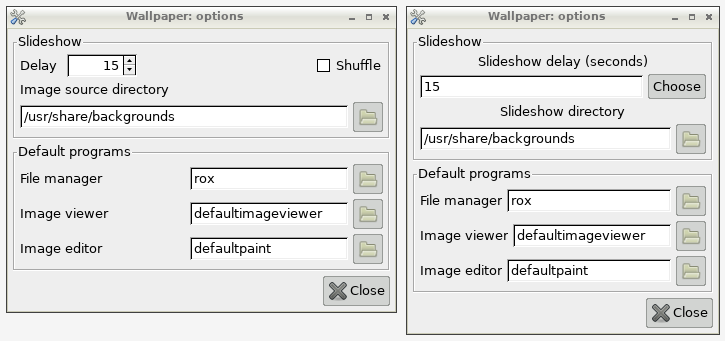 Wallpaper: options
Slideshow
Delay 15 Shuffle
Image source directory
/usr/share/backgrounds
Default programs
File manager rox
Image viewer defaultimageviewer
Image editor defaultpaint
Close
Wallpaper: options
Slideshow
Slideshow delay (seconds)
15 Choose
Slideshow directory
/usr/share/backgrounds
Default programs
File manager rox
Image viewer defaultimageviewer
Image editor defaultpaint
Close